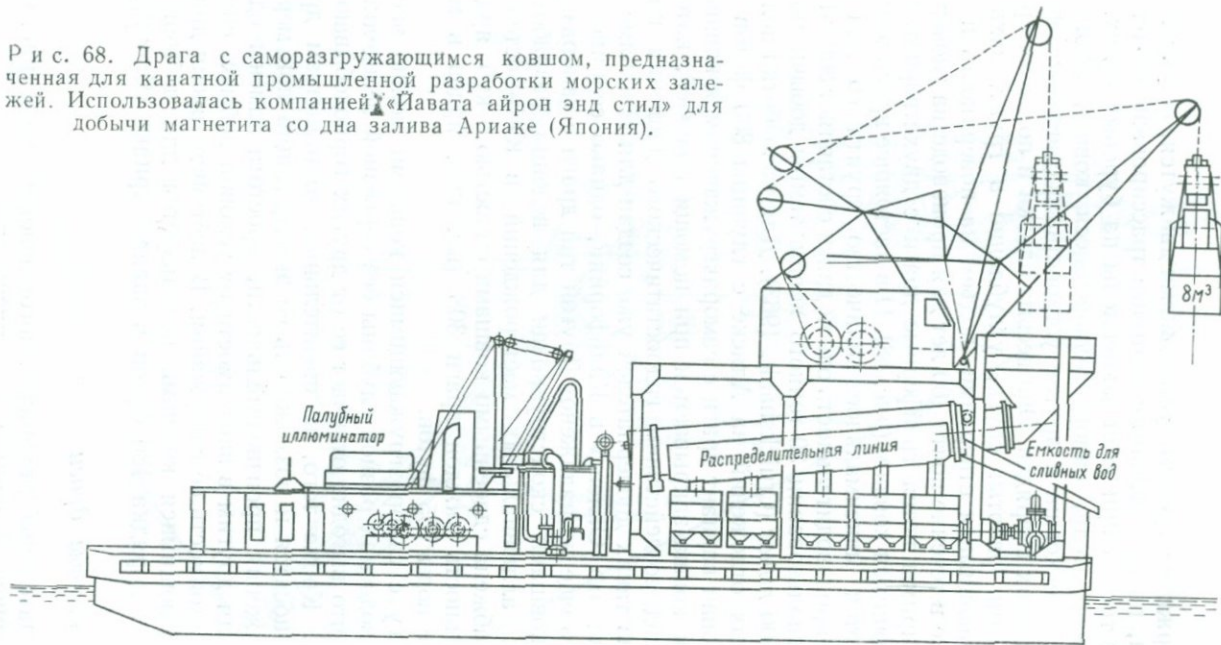 Рис. 68. Драга с саморазгружающимся ковшом, предназна-
ченная для канатной промышленной разработки морских зале-
жей. Использовалась компанией «Йавата айрон энд стил» для
добычи магнетита со дна залива Ариаке (Япония).
8м³
Палубный
иллюминатор
Распределительная линия
Емкость для
сливных вод